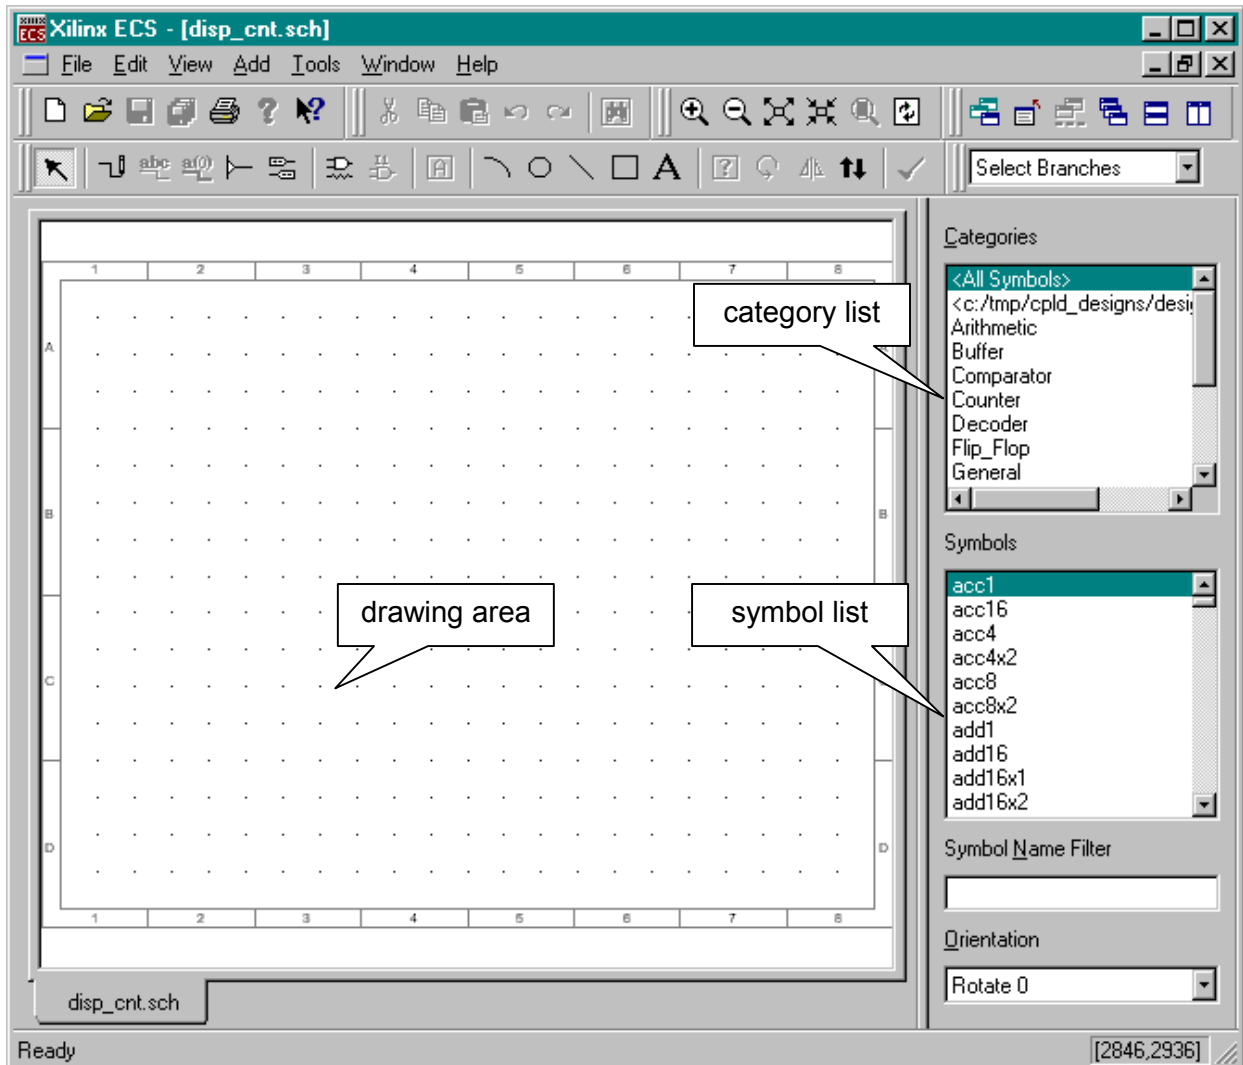 Xilinx ECS - [disp_cnt.sch]
File Edit View Add Tools Window Help
Select Branches
Categories
<All Symbols>
<c:/tmp/cpld_designs/desi
Arithmetic
Buffer
Comparator
Counter
Decoder
Flip_Flop
General
category list
1 2 3 4 5 6 7 8
A
B B
C
D D
1 2 3 4 5 6 7 8
drawing area
symbol list
Symbols
acc1
acc16
acc4
acc4x2
acc8
acc8x2
add1
add16
add16x1
add16x2
Symbol Name Filter
Orientation
Rotate 0
disp_cnt.sch
Ready [2846,2936]